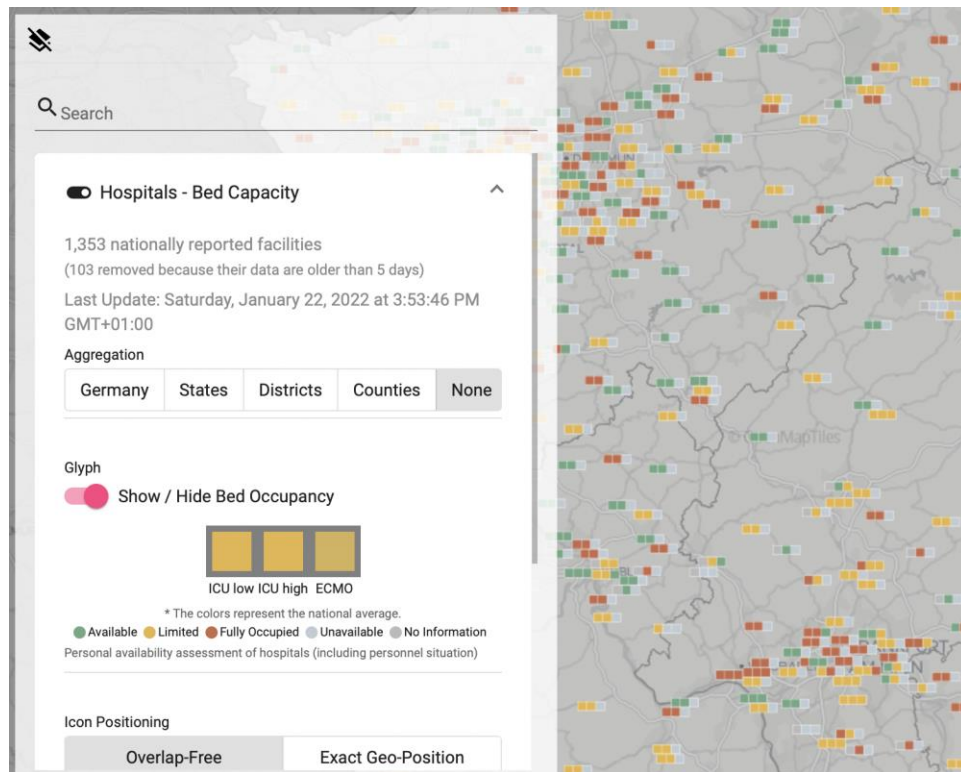 Search
Hospitals - Bed Capacity
1,353 nationally reported facilities
(103 removed because their data are older than 5 days)
Last Update: Saturday, January 22, 2022 at 3:53:46 PM
GMT+01:00
Aggregation
Germany States Districts Counties None
Glyph
Show / Hide Bed Occupancy
ICU low ICU high ECMO
* The colors represent the national average.
Available Limited Fully Occupied Unavailable No Information
Personal availability assessment of hospitals (including personnel situation)
Icon Positioning
Overlap-Free Exact Geo-Position